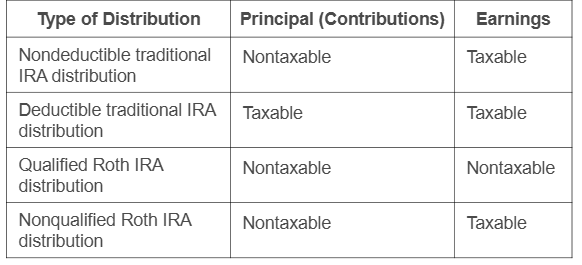 Type of Distribution Principal (Contributions) Earnings
Nondeductible traditional Nontaxable Taxable
IRA distribution
Deductible traditional IRA Taxable Taxable
distribution
Qualified Roth IRA Nontaxable Nontaxable
distribution
Nonqualified Roth IRA Nontaxable Taxable
distribution